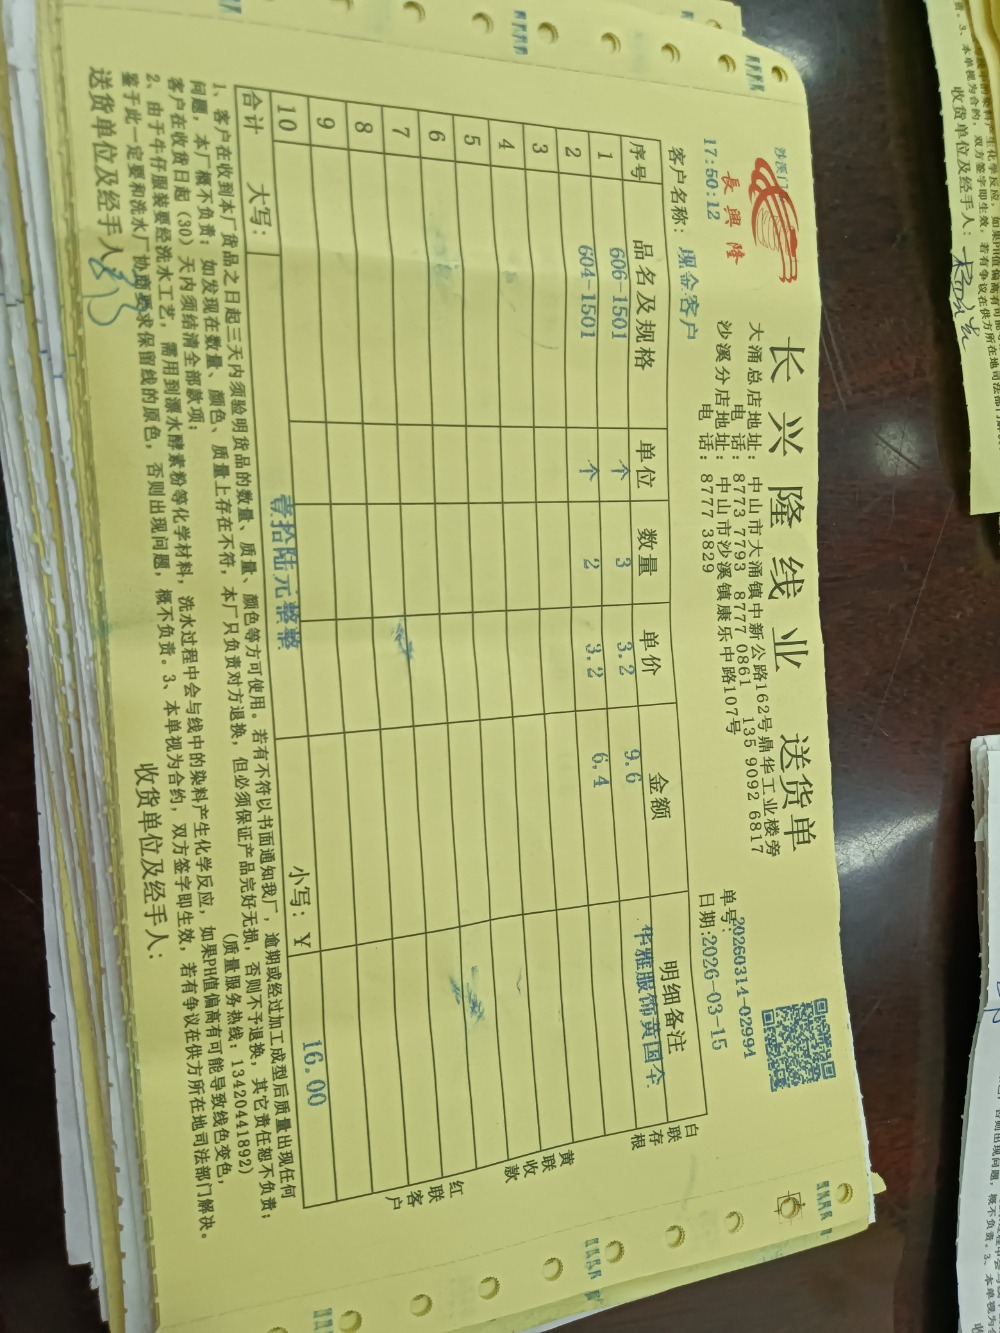 长兴隆线业 送货单
沙溪门
長興隆
大涌总店地址：中山市大涌镇中新公路162号鼎华工业楼旁
电话：8773 7793 8777 0861 135 9092 6817
沙溪分店地址：中山市沙溪镇康乐中路107号
电话：8777 3829
单号：20260314-02994
17:50:12
日期：2026-03-15
客户名称：现金客户
序号 品名及规格 单位 数量 单价 金额 明细备注
1 606-1501 个 3 3.2 9.6 华雅服饰黄国伞
2 604-1501 个 2 3.2 6.4
3
4
5
6
7
8
9
10
合计 大写：壹拾陆元整整 小写：￥ 16.00
白联存根
黄联收款
红联客户
1、客户在收到本厂货品之日起三天内须验明货品的数量、质量、颜色等方可使用。若有不符以书面通知我厂，逾期或经过加工成型后质量出现任何
问题，本厂概不负责；如发现在数量、颜色、质量上存在不符，本厂只负责对方退换，但必须保证产品完好无损，否则不予退换，其它责任恕不负责；
客户在收货日起（30）天内须结清全部款项； （质量服务热线：13420441892）
2、由于牛仔服装要经洗水工艺，需用到漂水酵素粉等化学材料，洗水过程中会与线中的染料产生化学反应，如果PH值偏高有可能导致线色变色，
鉴于此一定要和洗水厂协商要求保留线的原色，否则出现问题，概不负责。3、本单视为合约，双方签字即生效，若有争议在供方所在地司法部门解决。
送货单位及经手人： 收货单位及经手人：